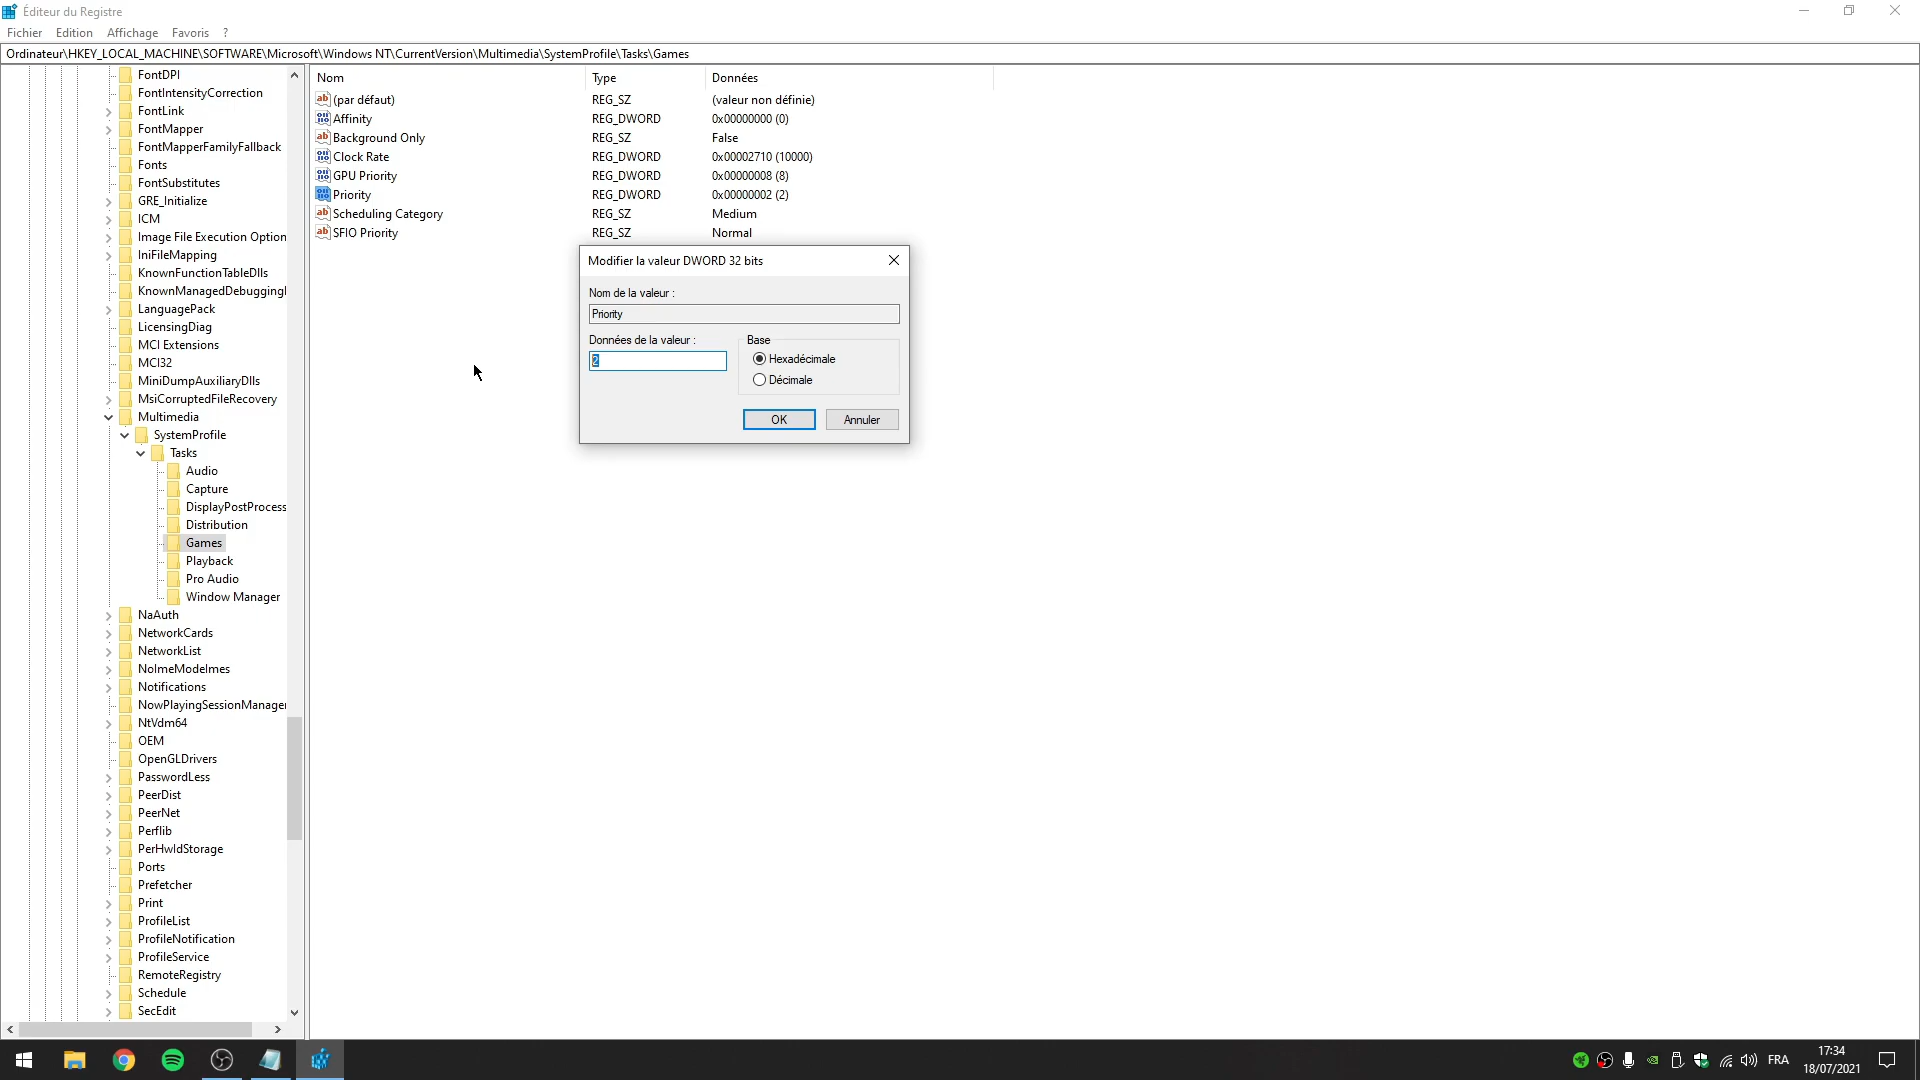 Éditeur du Registre
Fichier Edition Affichage Favoris ?
Ordinateur\HKEY_LOCAL_MACHINE\SOFTWARE\Microsoft\Windows NT\CurrentVersion\Multimedia\SystemProfile\Tasks\Games
FontDPI
FontIntensityCorrection
FontLink
FontMapper
FontMapperFamilyFallback
Fonts
FontSubstitutes
GRE_Initialize
ICM
Image File Execution Option
IniFileMapping
KnownFunctionTableDlls
KnownManagedDebuggingl
LanguagePack
LicensingDiag
MCI Extensions
MCI32
MiniDumpAuxiliaryDlls
MsiCorruptedFileRecovery
Multimedia
SystemProfile
Tasks
Audio
Capture
DisplayPostProcess
Distribution
Games
Playback
Pro Audio
Window Manager
NaAuth
NetworkCards
NetworkList
NoImeModeImes
Notifications
NowPlayingSessionManager
NtVdm64
OEM
OpenGLDrivers
PasswordLess
PeerDist
PeerNet
Perflib
PerHwIdStorage
Ports
Prefetcher
Print
ProfileList
ProfileNotification
ProfileService
RemoteRegistry
Schedule
SecEdit
Nom Type Données
(par défaut) REG_SZ (valeur non définie)
Affinity REG_DWORD 0x00000000 (0)
Background Only REG_SZ False
Clock Rate REG_DWORD 0x00002710 (10000)
GPU Priority REG_DWORD 0x00000008 (8)
Priority REG_DWORD 0x00000002 (2)
Scheduling Category REG_SZ Medium
SFIO Priority REG_SZ Normal
Modifier la valeur DWORD 32 bits
Nom de la valeur :
Priority
Données de la valeur :
2
Base
Hexadécimale
Décimale
OK Annuler
FRA
17:34
18/07/2021